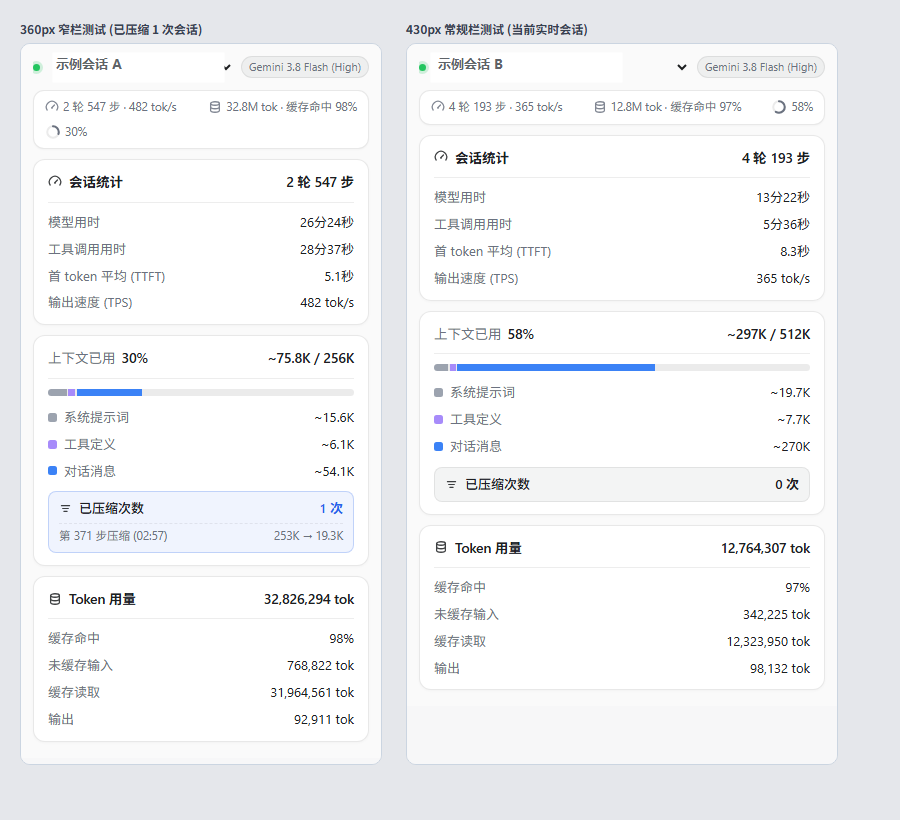 360px 窄栏测试 (已压缩 1 次会话)
示例会话 A
Gemini 3.8 Flash (High)
2 轮 547 步 · 482 tok/s
32.8M tok · 缓存命中 98%
30%
会话统计
2 轮 547 步
模型用时
26分24秒
工具调用用时
28分37秒
首 token 平均 (TTFT)
5.1秒
输出速度 (TPS)
482 tok/s
上下文已用 30%
~75.8K / 256K
系统提示词
~15.6K
工具定义
~6.1K
对话消息
~54.1K
已压缩次数
1 次
第 371 步压缩 (02:57)
253K → 19.3K
Token 用量
32,826,294 tok
缓存命中
98%
未缓存输入
768,822 tok
缓存读取
31,964,561 tok
输出
92,911 tok
430px 常规栏测试 (当前实时会话)
示例会话 B
Gemini 3.8 Flash (High)
4 轮 193 步 · 365 tok/s
12.8M tok · 缓存命中 97%
58%
会话统计
4 轮 193 步
模型用时
13分22秒
工具调用用时
5分36秒
首 token 平均 (TTFT)
8.3秒
输出速度 (TPS)
365 tok/s
上下文已用 58%
~297K / 512K
系统提示词
~19.7K
工具定义
~7.7K
对话消息
~270K
已压缩次数
0 次
Token 用量
12,764,307 tok
缓存命中
97%
未缓存输入
342,225 tok
缓存读取
12,323,950 tok
输出
98,132 tok